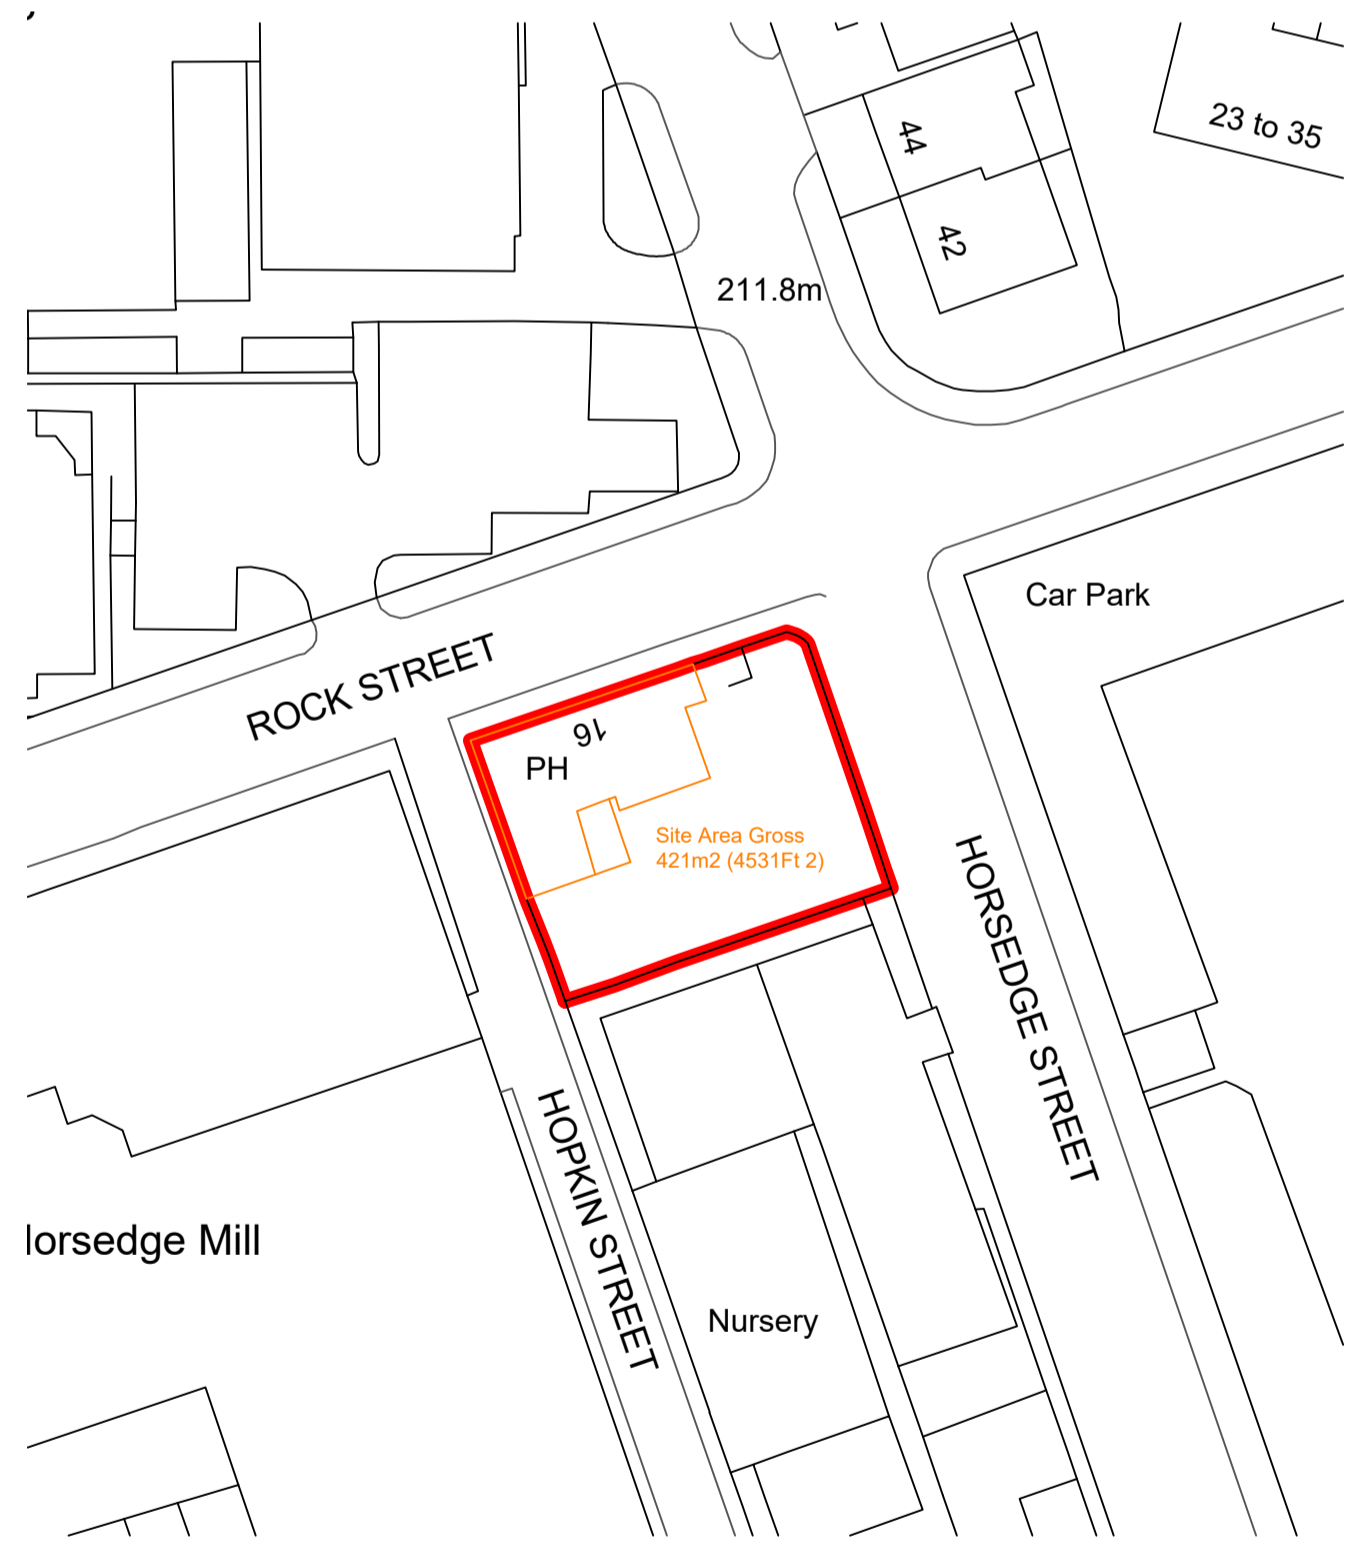 44
23 to 35
42
211.8m
Car Park
ROCK STREET
16
PH
Site Area Gross
421m2 (4531Ft 2)
HORSEDGE STREET
HOPKIN STREET
orsedge Mill
Nursery